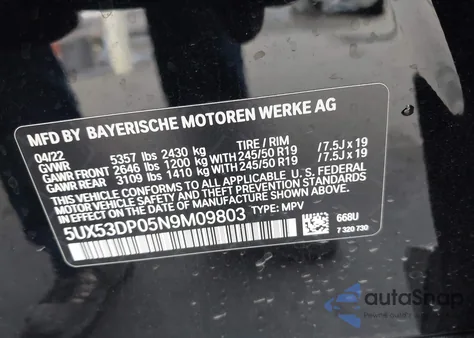 MFD BY BAYERISCHE MOTOREN WERKE AG
04/22 5357 lbs 2430 kg TIRE / RIM
GVWR
GAWR FRONT 2646 lbs 1200 kg WITH 245/50 R19 / 7.5J x 19
GAWR REAR 3109 lbs 1410 kg WITH 245/50 R19 / 7.5J x 19
THIS VEHICLE CONFORMS TO ALL APPLICABLE U.S. FEDERAL
MOTOR VEHICLE SAFETY AND THEFT PREVENTION STANDARDS
IN EFFECT ON THE DATE OF MANUFACTURE SHOWN ABOVE.
5UX53DP05N9M09803 TYPE: MPV
668U
7 320 730
autoSnap